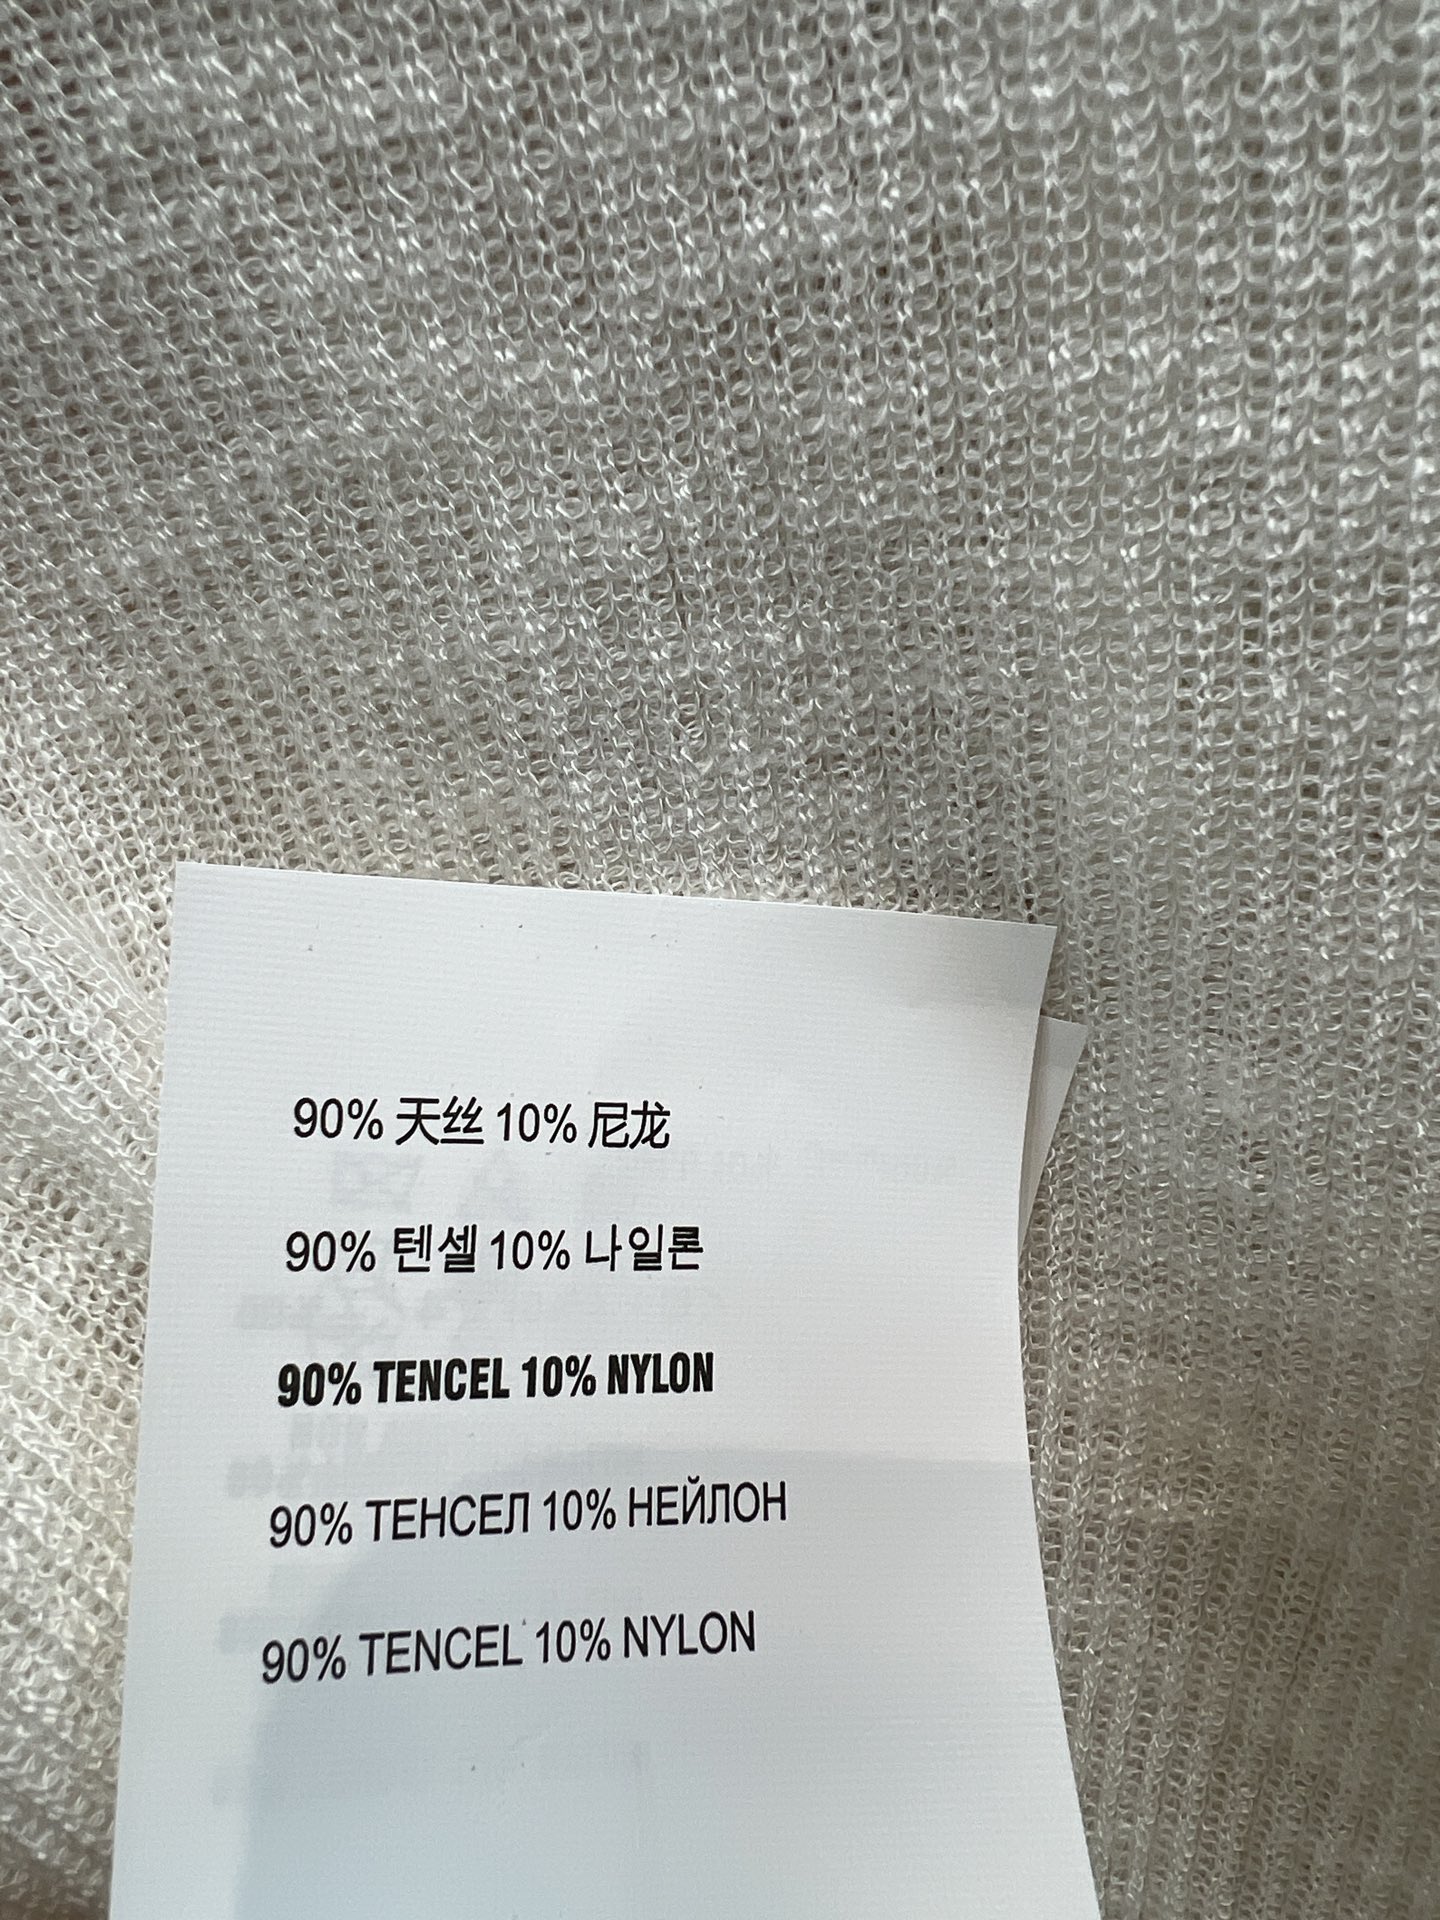 90% 天丝 10% 尼龙
90% 텐셀 10% 나일론
90% TENCEL 10% NYLON
90% ТЕНСЕЛ 10% НЕЙЛОН
90% TENCEL 10% NYLON